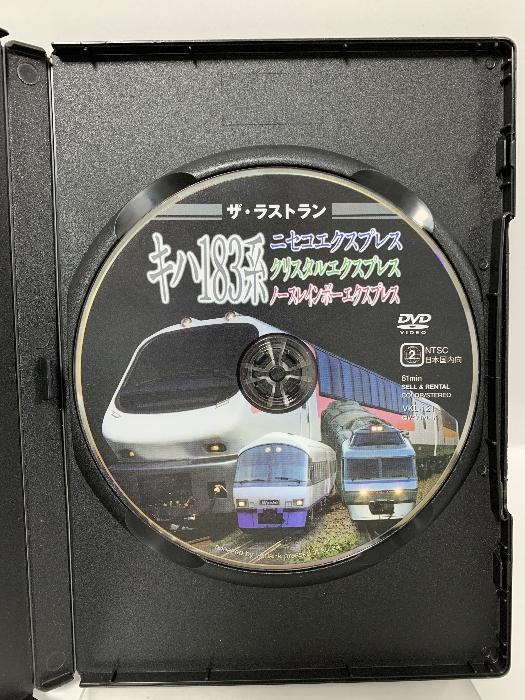 ザ・ラストラン
キハ183系
ニセコエクスプレス
クリスタルエクスプレス
ノースレインボーエクスプレス
DVD
VIDEO
2 NTSC
日本国内向
61min
SELL & RENTAL
COLOR/STEREO